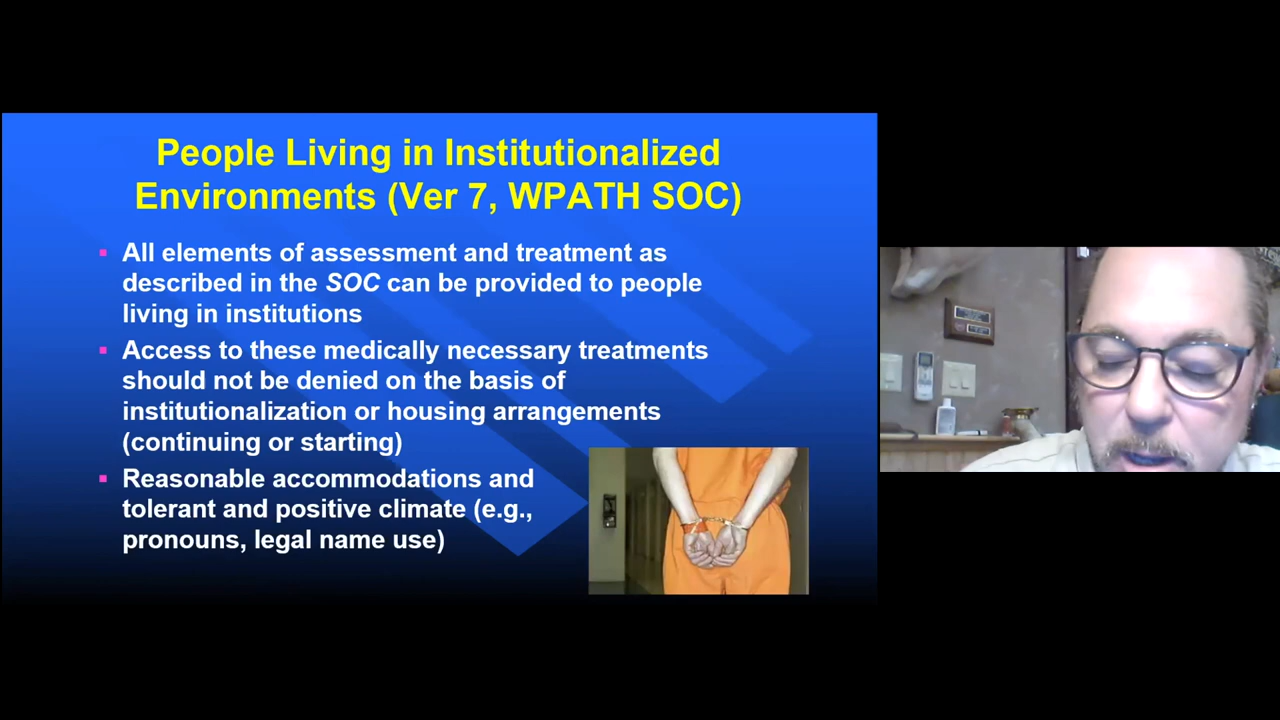 People Living in Institutionalized
Environments (Ver 7, WPATH SOC)
▪ All elements of assessment and treatment as
described in the SOC can be provided to people
living in institutions
▪ Access to these medically necessary treatments
should not be denied on the basis of
institutionalization or housing arrangements
(continuing or starting)
▪ Reasonable accommodations and
tolerant and positive climate (e.g.,
pronouns, legal name use)